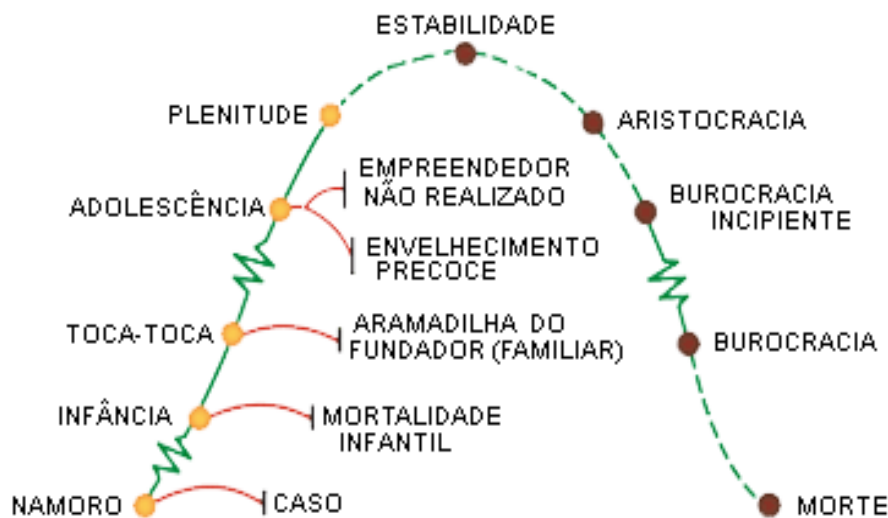 ESTABILIDADE
PLENITUDE
ARISTOCRACIA
EMPREENDEDOR
NÃO REALIZADO
ADOLESCÊNCIA
BUROCRACIA
INCIPIENTE
ENVELHECIMENTO
PRECOCE
TOCA-TOCA
ARAMADILHA DO
FUNDADOR (FAMILIAR)
BUROCRACIA
INFÂNCIA
MORTALIDADE
INFANTIL
NAMORO
CASO
MORTE